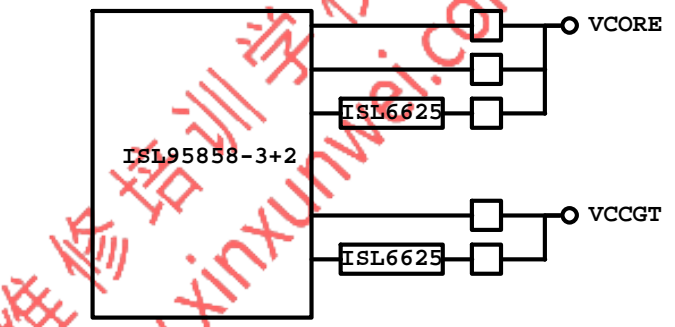 VCORE
ISL6625
ISL95858-3+2
VCCGT
ISL6625
维修培训学
xinxunwei.co